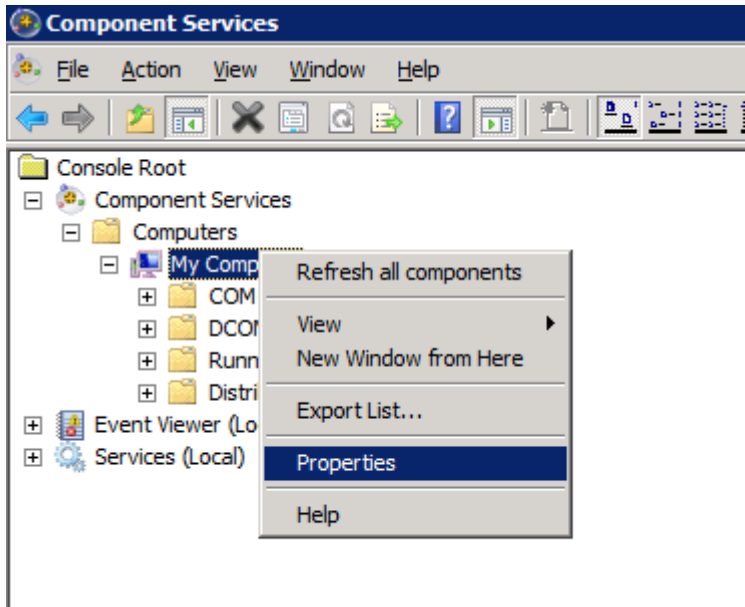 Component Services
File Action View Window Help
Console Root
Component Services
Computers
My Comp
COM
DCOM
Runn
Distri
Event Viewer (Lo
Services (Local)
Refresh all components
View
New Window from Here
Export List...
Properties
Help